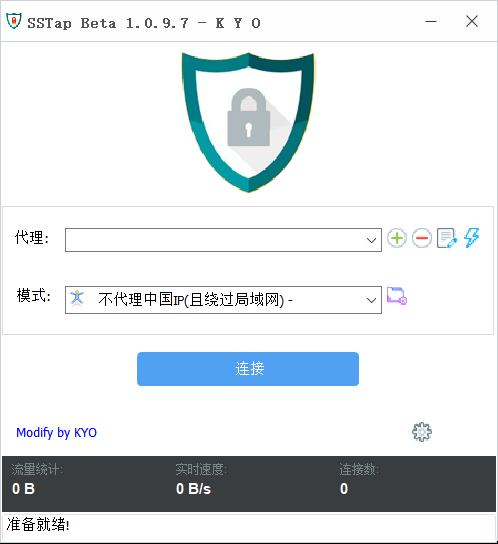 SSTap Beta 1.0.9.7 - K Y O
代理:
模式:
不代理中国IP(且绕过局域网) -
连接
Modify by KYO
流量统计: 实时速度: 连接数:
0 B 0 B/s 0
准备就绪!